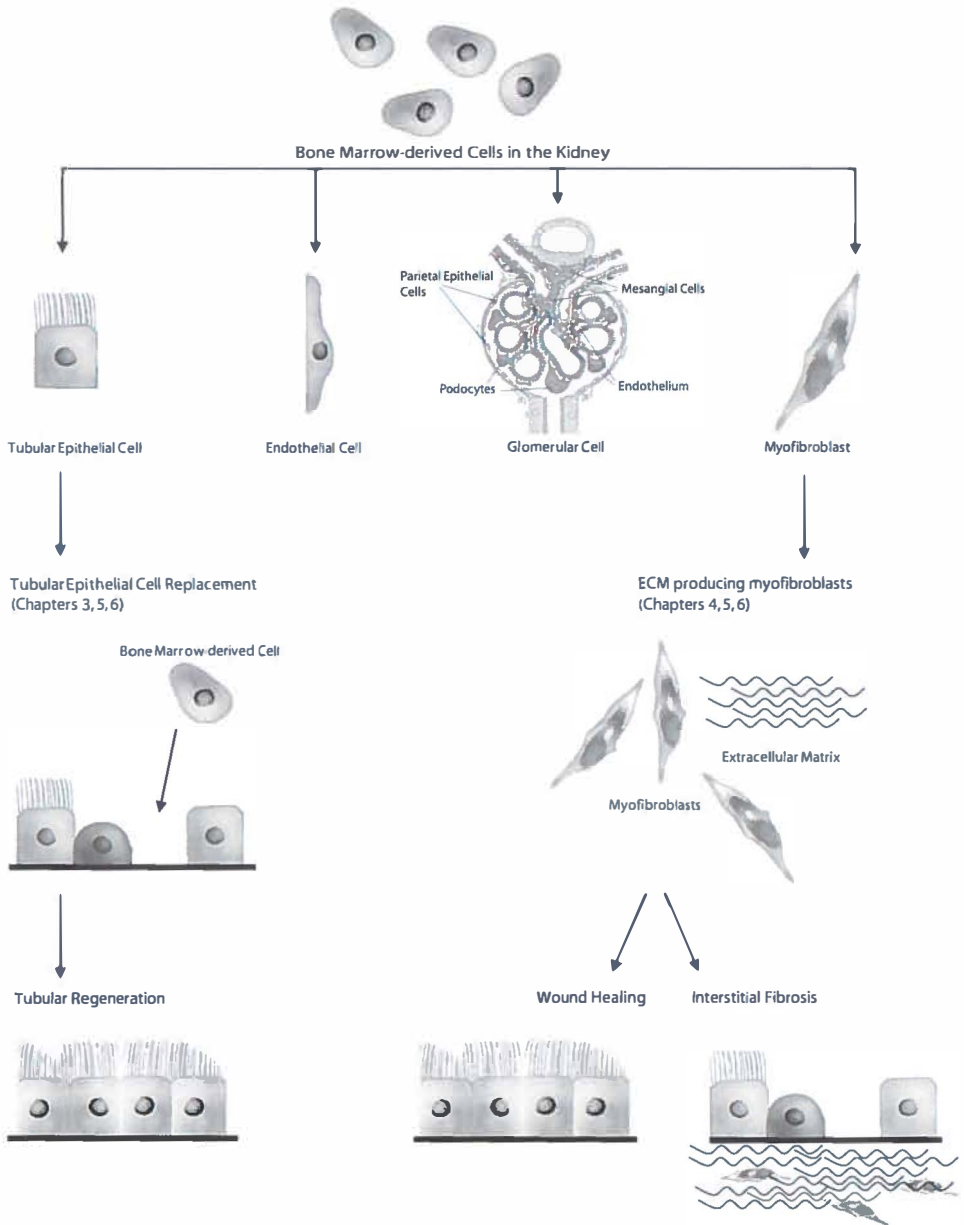 Bone Marrow-derived Cells in the Kidney
Parietal Epithelial
Cells
Mesangial Cells
Podocytes
Endothelium
Tubular Epithelial Cell
Endothelial Cell
Glomerular Cell
Myofibroblast
Tubular Epithelial Cell Replacement
(Chapters 3, 5, 6)
ECM producing myofibroblasts
(Chapters 4, 5, 6)
Bone Marrow-derived Cell
Extracellular Matrix
Myofibroblasts
Tubular Regeneration
Wound Healing
Interstitial Fibrosis